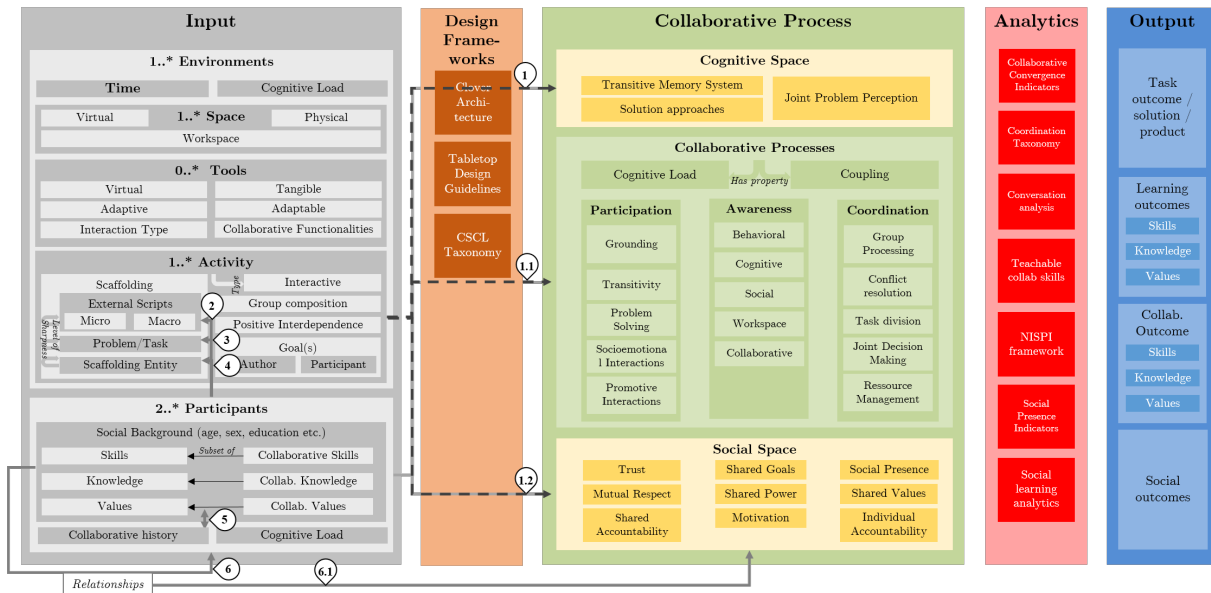 Input
1..* Environments
Time
Cognitive Load
Virtual
1..* Space
Physical
Workspace
0..* Tools
Virtual
Tangible
Adaptive
Adaptable
Interaction Type
Collaborative Functionalities
1..* Activity
Scaffolding
Type
Interactive
External Scripts
2
Group composition
Micro
Macro
Positive Interdependence
Level of
Sharpness
Problem/Task
3
Goal(s)
Scaffolding Entity
4
Author
Participant
2..* Participants
Social Background (age, sex, education etc.)
Skills
Subset of
Collaborative Skills
Knowledge
Collab. Knowledge
Values
Collab. Values
5
Collaborative history
Cognitive Load
6
Relationships
6.1
Design
Frame-
works
Clover
Archi-
tecture
Tabletop
Design
Guidelines
CSCL
Taxonomy
1
1.1
1.2
Collaborative Process
Cognitive Space
Transitive Memory System
Solution approaches
Joint Problem Perception
Collaborative Processes
Cognitive Load
Has property
Coupling
Participation
Grounding
Transitivity
Problem
Solving
Socioemotiona
l Interactions
Promotive
Interactions
Awareness
Behavioral
Cognitive
Social
Workspace
Collaborative
Coordination
Group
Processing
Conflict
resolution
Task division
Joint Decision
Making
Ressource
Management
Social Space
Trust
Shared Goals
Social Presence
Mutual Respect
Shared Power
Shared Values
Shared
Accountability
Motivation
Individual
Accountability
Analytics
Collaborative
Convergence
Indicators
Coordination
Taxonomy
Conversation
analysis
Teachable
collab skills
NISPI
framework
Social
Presence
Indicators
Social
learning
analytics
Output
Task
outcome /
solution /
product
Learning
outcomes
Skills
Knowledge
Values
Collab.
Outcome
Skills
Knowledge
Values
Social
outcomes